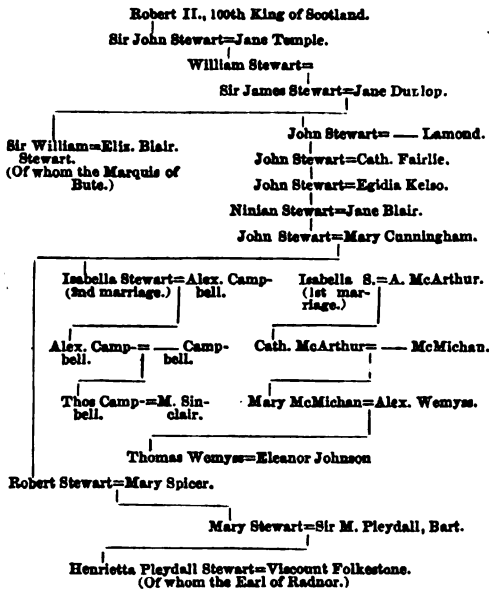 Robert II., 100th King of Scotland.
Sir John Stewart=Jane Temple.
William Stewart=
Sir James Stewart=Jane Dunlop.
Sir William=Eliz. Blair.
Stewart.
(Of whom the Marquis of
Bute.)
John Stewart= — Lamond.
John Stewart=Cath. Fairlie.
John Stewart=Egidia Kelso.
Ninian Stewart=Jane Blair.
John Stewart=Mary Cunningham.
Isabella Stewart=Alex. Camp-
(2nd marriage.) bell.
Isabella S.=A. McArthur.
(1st mar-
riage.)
Alex. Camp-= — Camp-
bell. bell.
Cath. McArthur= — McMichan.
Thos Camp-=M. Sin-
bell. clair.
Mary McMichan=Alex. Wemyss.
Thomas Wemyss=Eleanor Johnson
Robert Stewart=Mary Spicer.
Mary Stewart=Sir M. Pleydall, Bart.
Henrietta Pleydall Stewart=Viscount Folkestone.
(Of whom the Earl of Radnor.)